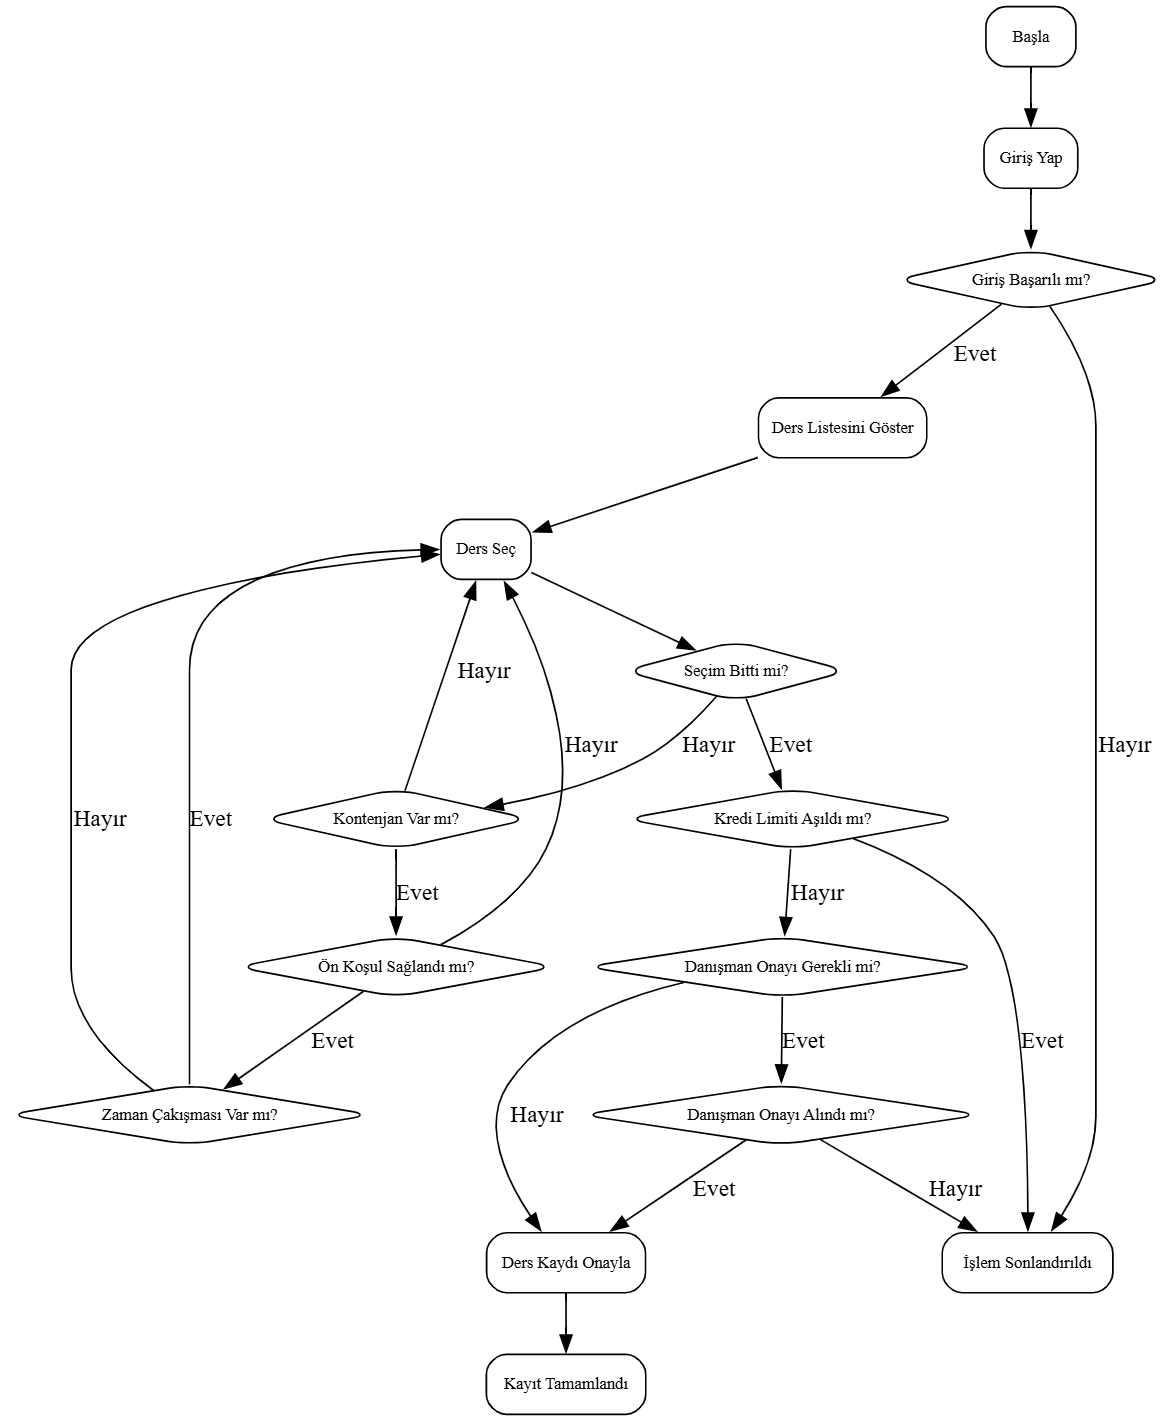 Başla
Giriş Yap
Giriş Başarılı mı?
Evet
Ders Listesini Göster
Ders Seç
Seçim Bitti mi?
Hayır
Hayır
Hayır
Evet
Hayır
Hayır
Evet
Kontenjan Var mı?
Kredi Limiti Aşıldı mı?
Evet
Hayır
Ön Koşul Sağlandı mı?
Danışman Onayı Gerekli mi?
Evet
Evet
Evet
Zaman Çakışması Var mı?
Hayır
Danışman Onayı Alındı mı?
Evet
Hayır
Ders Kaydı Onayla
İşlem Sonlandırıldı
Kayıt Tamamlandı